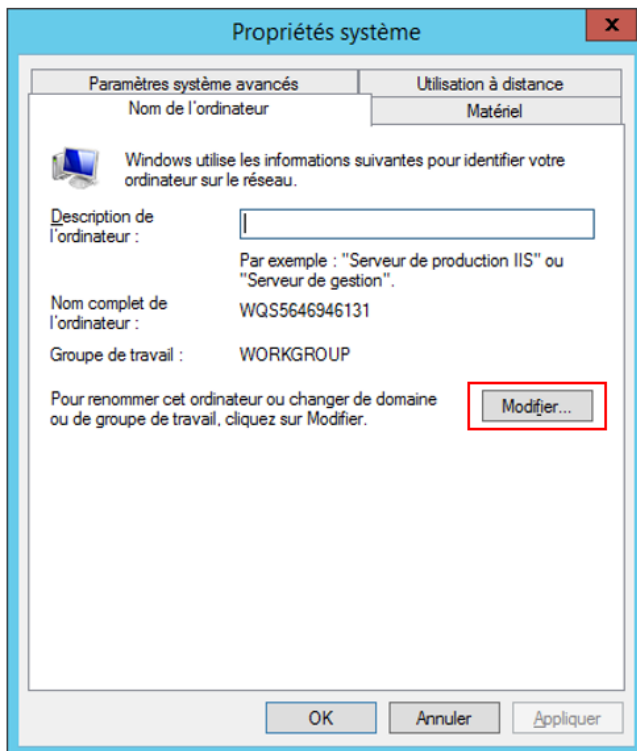 Propriétés système
x
Paramètres système avancés
Utilisation à distance
Nom de l'ordinateur
Matériel
Windows utilise les informations suivantes pour identifier votre
ordinateur sur le réseau.
Description de
l'ordinateur :
Par exemple : "Serveur de production IIS" ou
"Serveur de gestion".
Nom complet de
l'ordinateur :
WQS5646946131
Groupe de travail :
WORKGROUP
Pour renommer cet ordinateur ou changer de domaine
ou de groupe de travail, cliquez sur Modifier.
Modifier...
OK
Annuler
Appliquer